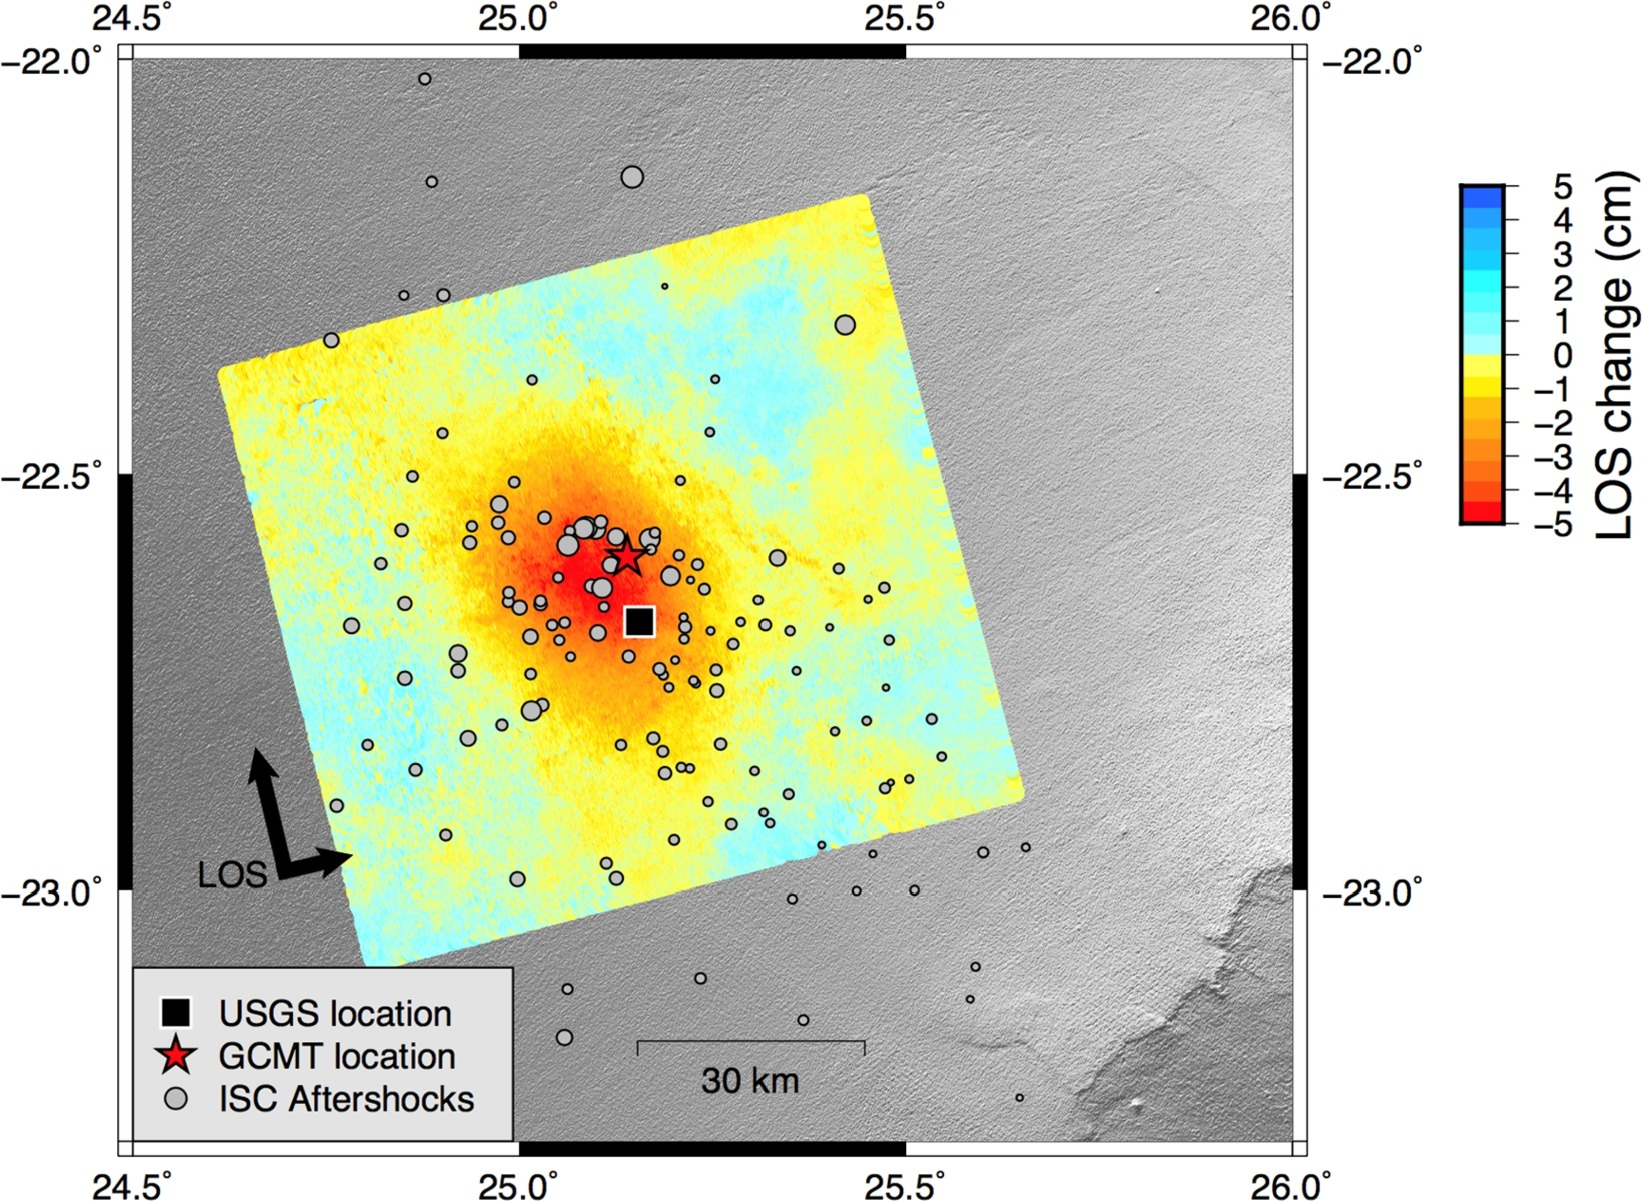 24.5° 25.0° 25.5° 26.0°
−22.0° −22.0°
5
4
3
2
1
0
−1
−2
−3
−4
−5
LOS change (cm)
−22.5° −22.5°
LOS
−23.0° −23.0°
USGS location
GCMT location
ISC Aftershocks
30 km
24.5° 25.0° 25.5° 26.0°